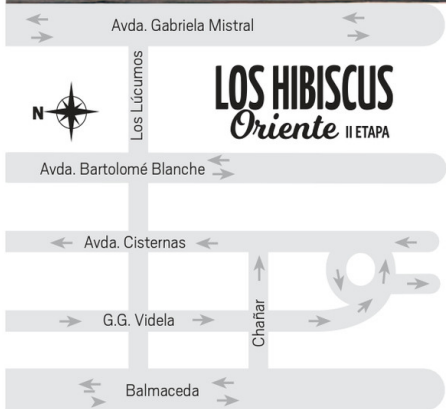 Avda. Gabriela Mistral
Los Lúcumos
N
LOS HIBISCUS
Oriente II ETAPA
Avda. Bartolomé Blanche
Avda. Cisternas
G.G. Videla
Chañar
Balmaceda